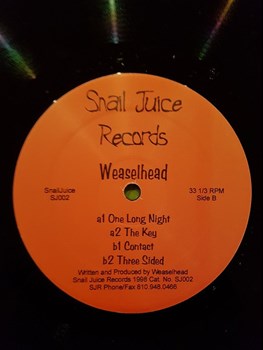 Snail Juice
Records
Weaselhead
SnailJuice
SJ002
33 1/3 RPM
Side B
a1 One Long Night
a2 The Key
b1 Contact
b2 Three Sided
Written and Produced by Weaselhead
Snail Juice Records 1998 Cat. No. SJ002
SJR Phone/Fax 610.948.0466